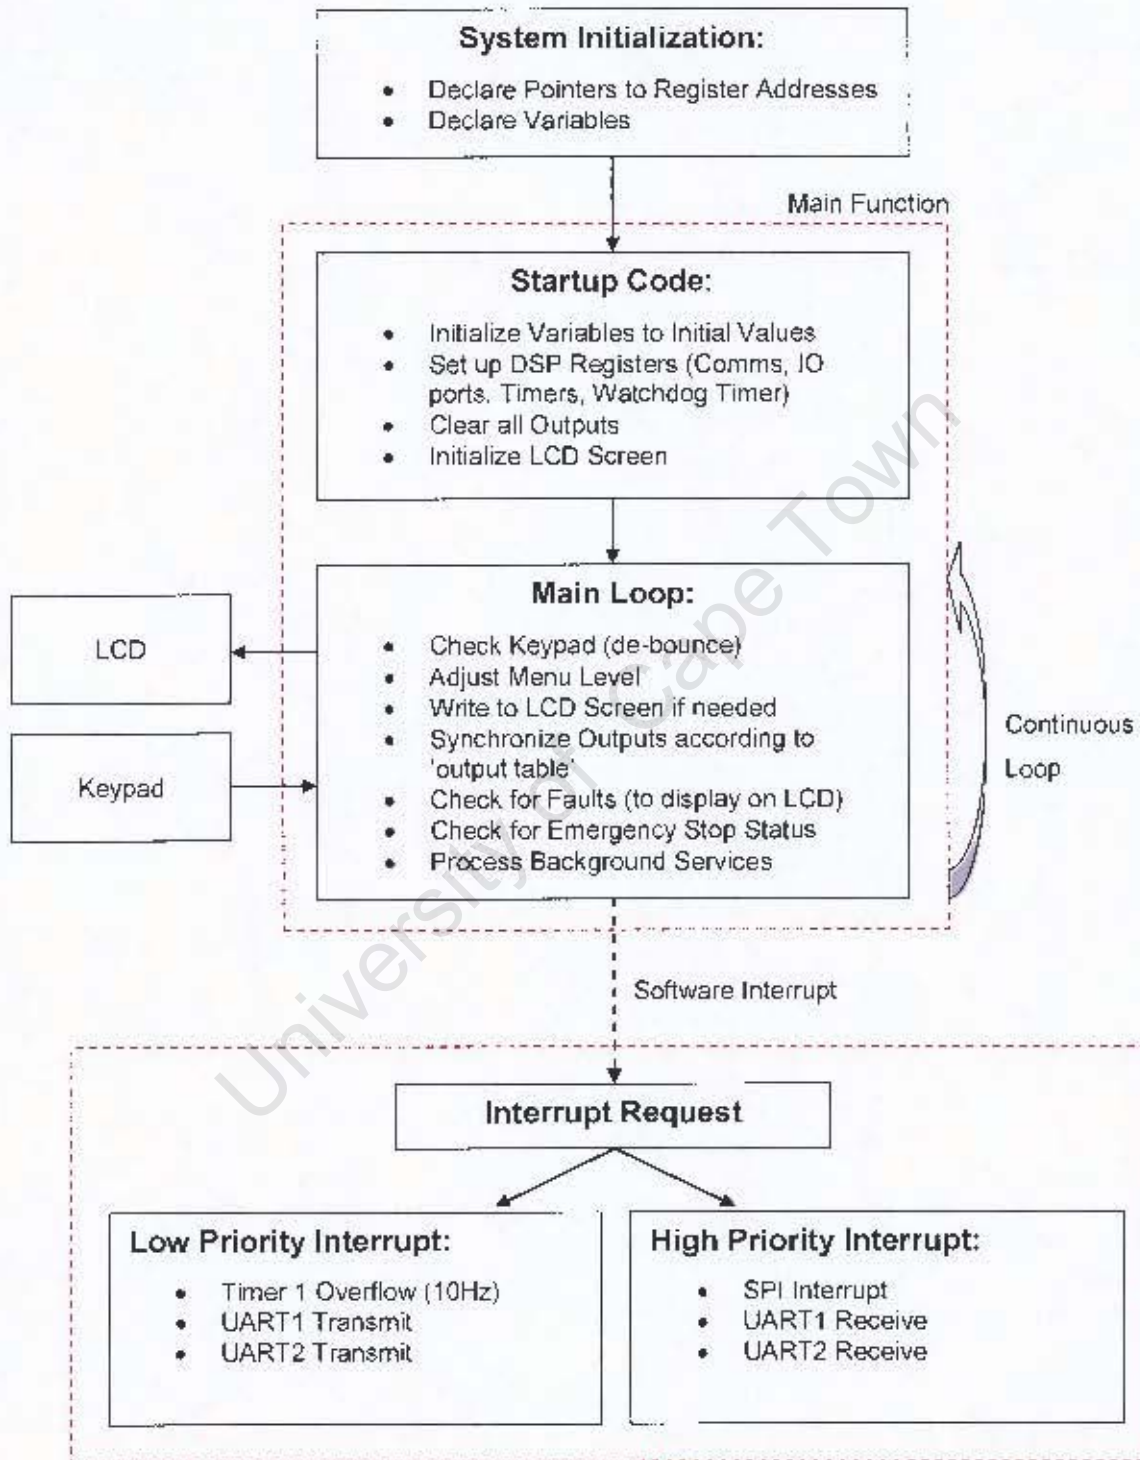 System Initialization:
• Declare Pointers to Register Addresses
• Declare Variables
Main Function
Startup Code:
• Initialize Variables to Initial Values
• Set up DSP Registers (Comms, IO
ports, Timers, Watchdog Timer)
• Clear all Outputs
• Initialize LCD Screen
Main Loop:
• Check Keypad (de-bounce)
• Adjust Menu Level
• Write to LCD Screen if needed
• Synchronize Outputs according to
'output table'
• Check for Faults (to display on LCD)
• Check for Emergency Stop Status
• Process Background Services
LCD
Keypad
Continuous
Loop
Software Interrupt
Interrupt Request
Low Priority Interrupt:
• Timer 1 Overflow (10Hz)
• UART1 Transmit
• UART2 Transmit
High Priority Interrupt:
• SPI Interrupt
• UART1 Receive
• UART2 Receive
University of Cape Town